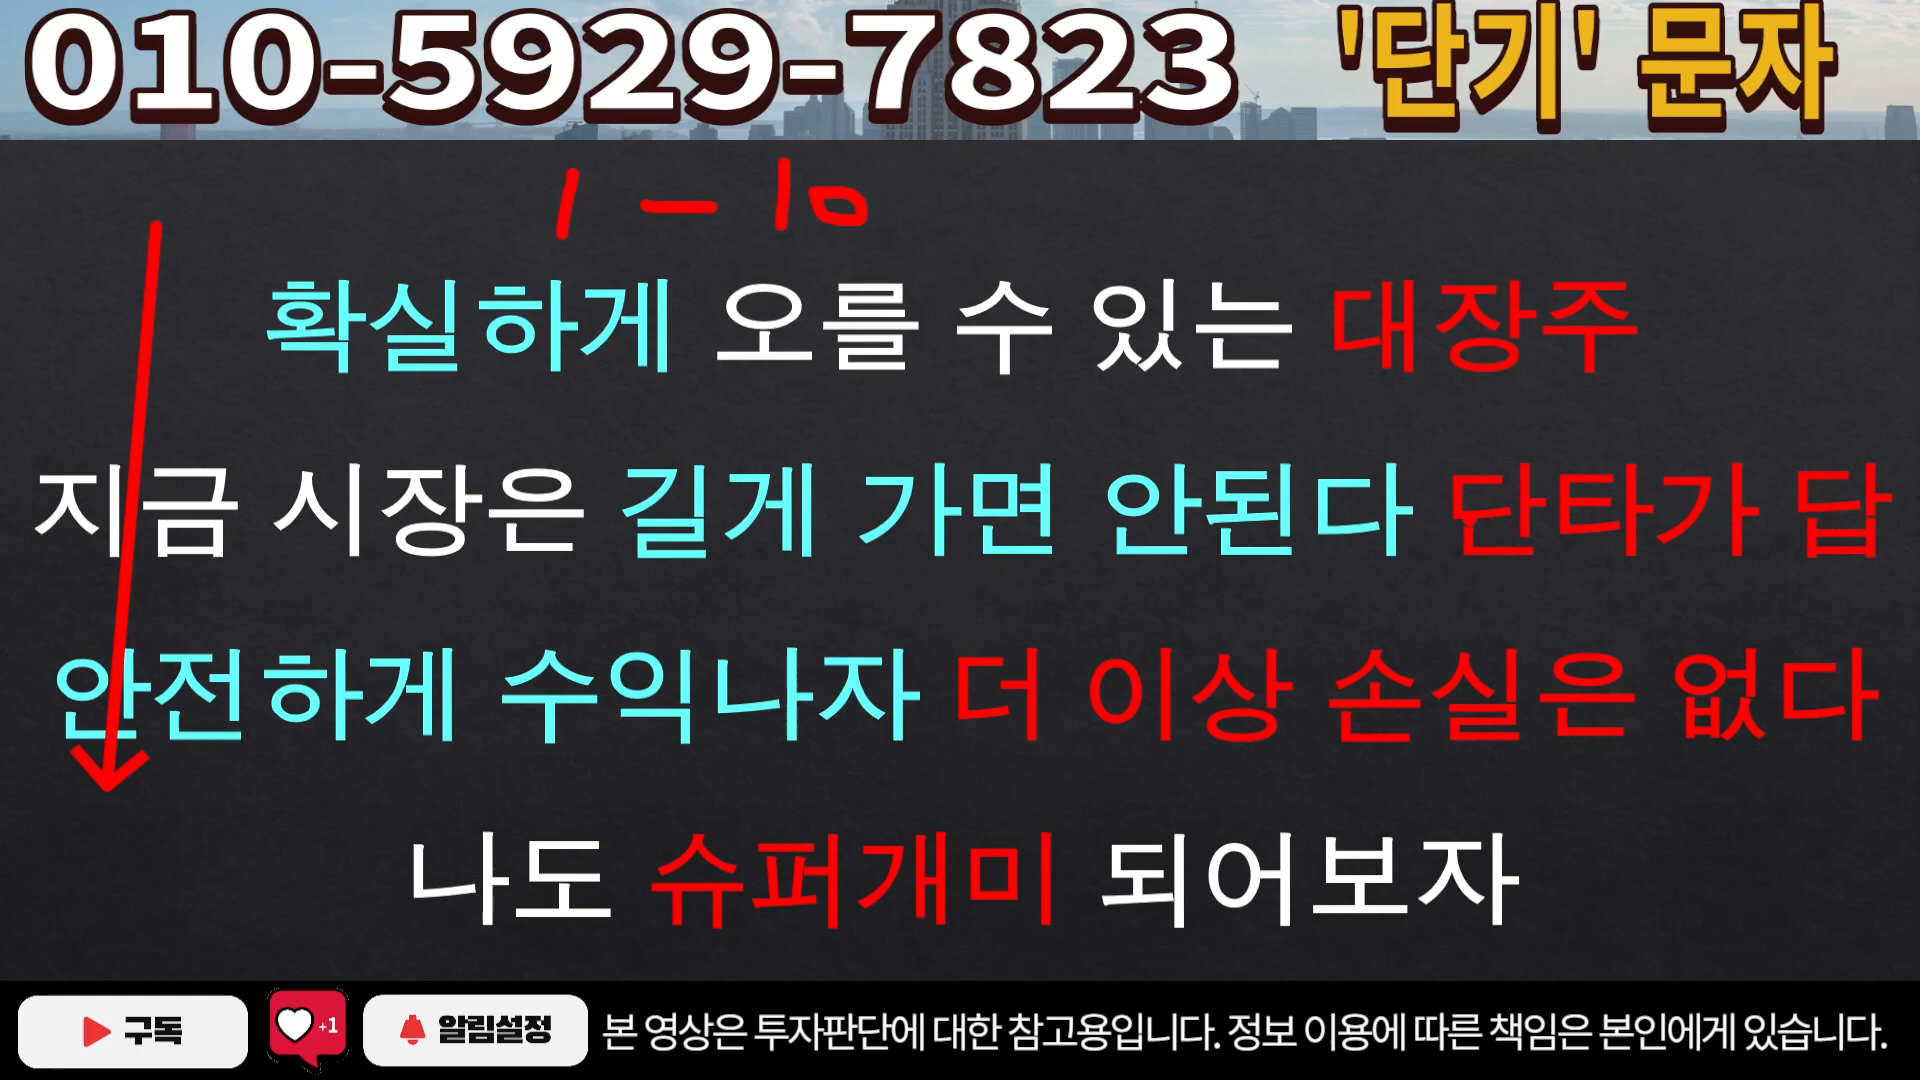 010-5929-7823 '단기' 문자
1 - 10
확실하게 오를 수 있는 대장주
지금 시장은 길게 가면 안된다 단타가 답
안전하게 수익나자 더 이상 손실은 없다
나도 슈퍼개미 되어보자
구독 +1 알림설정 본 영상은 투자판단에 대한 참고용입니다. 정보 이용에 따른 책임은 본인에게 있습니다.